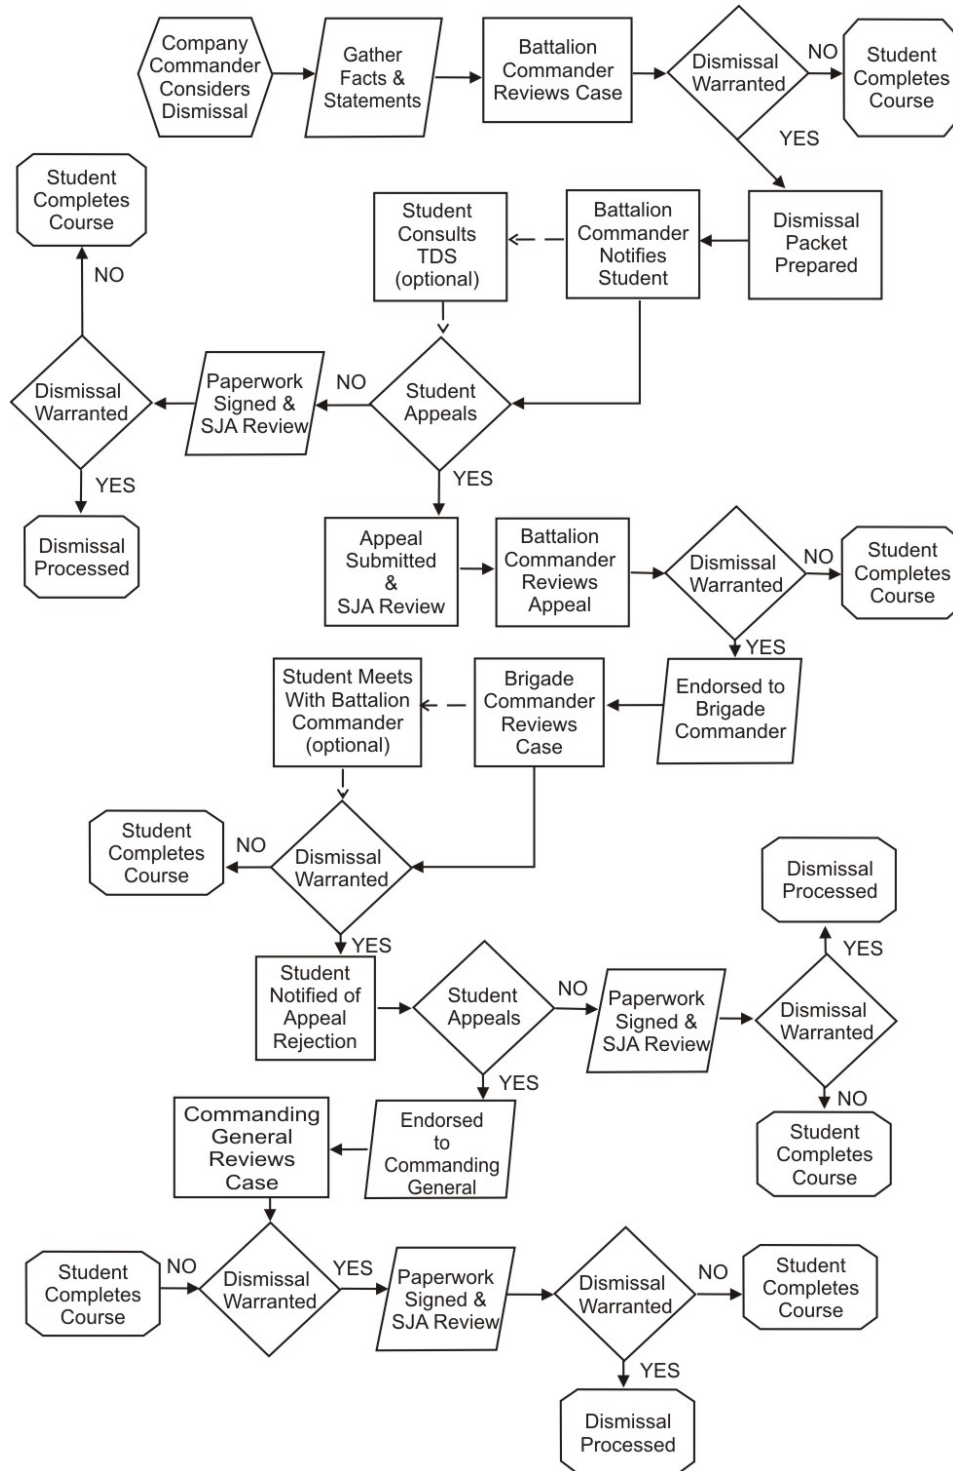 Company
Commander
Considers
Dismissal
Gather
Facts &
Statements
Battalion
Commander
Reviews Case
Dismissal
Warranted
NO
Student
Completes
Course
YES
Student
Completes
Course
Student
Consults
TDS
(optional)
Battalion
Commander
Notifies
Student
Dismissal
Packet
Prepared
NO
Dismissal
Warranted
Paperwork
Signed &
SJA Review
NO
Student
Appeals
YES
YES
Dismissal
Processed
Appeal
Submitted
&
SJA Review
Battalion
Commander
Reviews
Appeal
Dismissal
Warranted
NO
Student
Completes
Course
YES
Student Meets
With Battalion
Commander
(optional)
Brigade
Commander
Reviews
Case
Endorsed to
Brigade
Commander
Student
Completes
Course
NO
Dismissal
Warranted
Dismissal
Processed
YES
YES
Student
Notified of
Appeal
Rejection
Student
Appeals
NO
Paperwork
Signed &
SJA Review
Dismissal
Warranted
YES
NO
Commanding
General
Reviews
Case
Endorsed
to
Commanding
General
Student
Completes
Course
Student
Completes
Course
NO
Dismissal
Warranted
YES
Paperwork
Signed &
SJA Review
Dismissal
Warranted
NO
Student
Completes
Course
YES
Dismissal
Processed